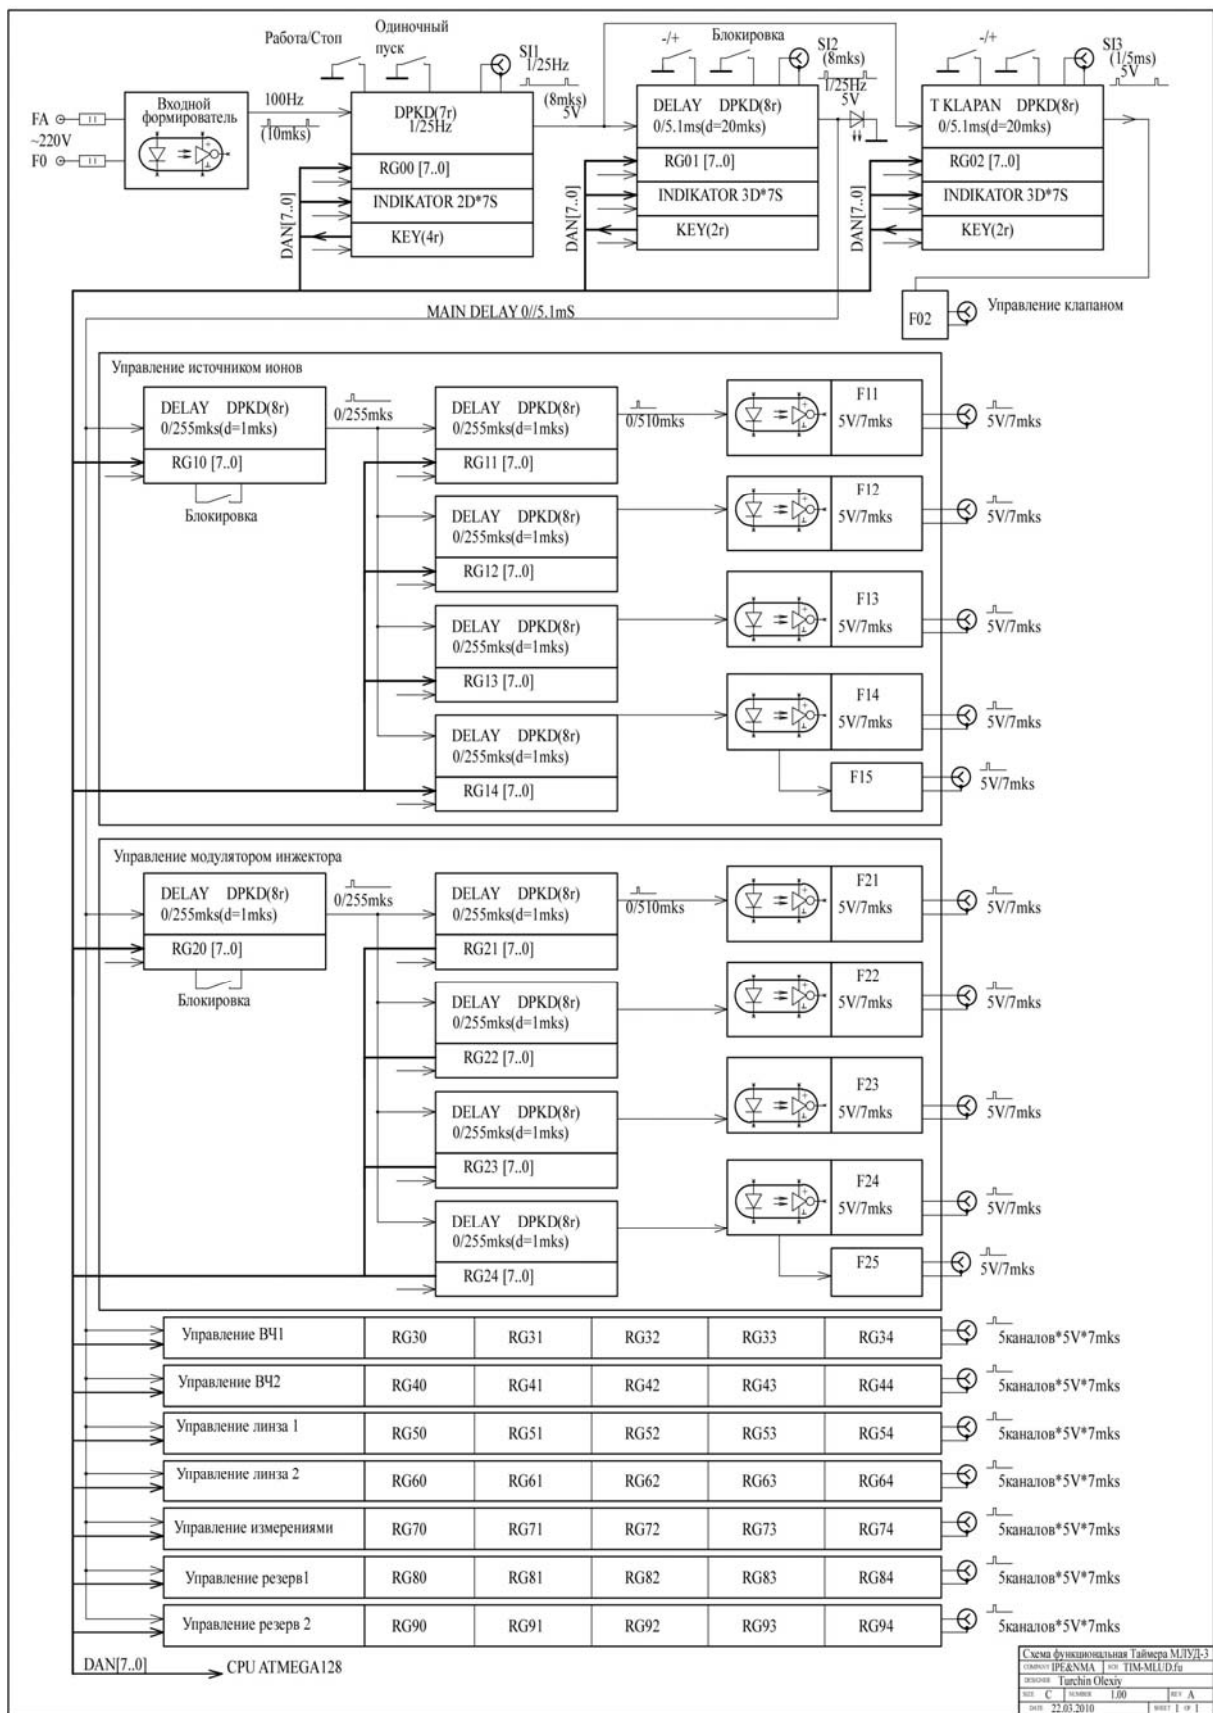 Работа/Стоп
Одиночный
пуск
SI1
1/25Hz
(8mks)
5V
FA
~220V
F0
Входной
формирователь
100Hz
(10mks)
DPKD(7r)
1/25Hz
RG00 [7..0]
INDIKATOR 2D*7S
KEY(4r)
DAN[7..0]
-/+
Блокировка
SI2
(8mks)
1/25Hz
5V
DELAY DPKD(8r)
0/5.1ms(d=20mks)
RG01 [7..0]
INDIKATOR 3D*7S
KEY(2r)
DAN[7..0]
-/+
SI3
(1/5ms)
5V
T KLAPAN DPKD(8r)
0/5.1ms(d=20mks)
RG02 [7..0]
INDIKATOR 3D*7S
KEY(2r)
DAN[7..0]
MAIN DELAY 0//5.1mS
F02
Управление клапаном
Управление источником ионов
DELAY DPKD(8r)
0/255mks(d=1mks)
RG10 [7..0]
Блокировка
0/255mks
DELAY DPKD(8r)
0/255mks(d=1mks)
RG11 [7..0]
0/510mks
F11
5V/7mks
5V/7mks
DELAY DPKD(8r)
0/255mks(d=1mks)
RG12 [7..0]
F12
5V/7mks
5V/7mks
DELAY DPKD(8r)
0/255mks(d=1mks)
RG13 [7..0]
F13
5V/7mks
5V/7mks
DELAY DPKD(8r)
0/255mks(d=1mks)
RG14 [7..0]
F14
5V/7mks
5V/7mks
F15
5V/7mks
Управление модулятором инжектора
DELAY DPKD(8r)
0/255mks(d=1mks)
RG20 [7..0]
Блокировка
0/255mks
DELAY DPKD(8r)
0/255mks(d=1mks)
RG21 [7..0]
0/510mks
F21
5V/7mks
5V/7mks
DELAY DPKD(8r)
0/255mks(d=1mks)
RG22 [7..0]
F22
5V/7mks
5V/7mks
DELAY DPKD(8r)
0/255mks(d=1mks)
RG23 [7..0]
F23
5V/7mks
5V/7mks
DELAY DPKD(8r)
0/255mks(d=1mks)
RG24 [7..0]
F24
5V/7mks
5V/7mks
F25
5V/7mks
Управление ВЧ1 RG30 RG31 RG32 RG33 RG34 5каналов*5V*7mks
Управление ВЧ2 RG40 RG41 RG42 RG43 RG44 5каналов*5V*7mks
Управление линза 1 RG50 RG51 RG52 RG53 RG54 5каналов*5V*7mks
Управление линза 2 RG60 RG61 RG62 RG63 RG64 5каналов*5V*7mks
Управление измерениями RG70 RG71 RG72 RG73 RG74 5каналов*5V*7mks
Управление резерв1 RG80 RG81 RG82 RG83 RG84 5каналов*5V*7mks
Управление резерв 2 RG90 RG91 RG92 RG93 RG94 5каналов*5V*7mks
DAN[7..0] CPU ATMEGA128
Схема функциональная Таймера МЛУД-3
COMPANY IPE&NMA TIM-MLUD.fu
DESIGNER Turchin Olexiy
SIZE C NUMBER 1.00 REV A
DATE 22.03.2010 SHEET 1 OF 1